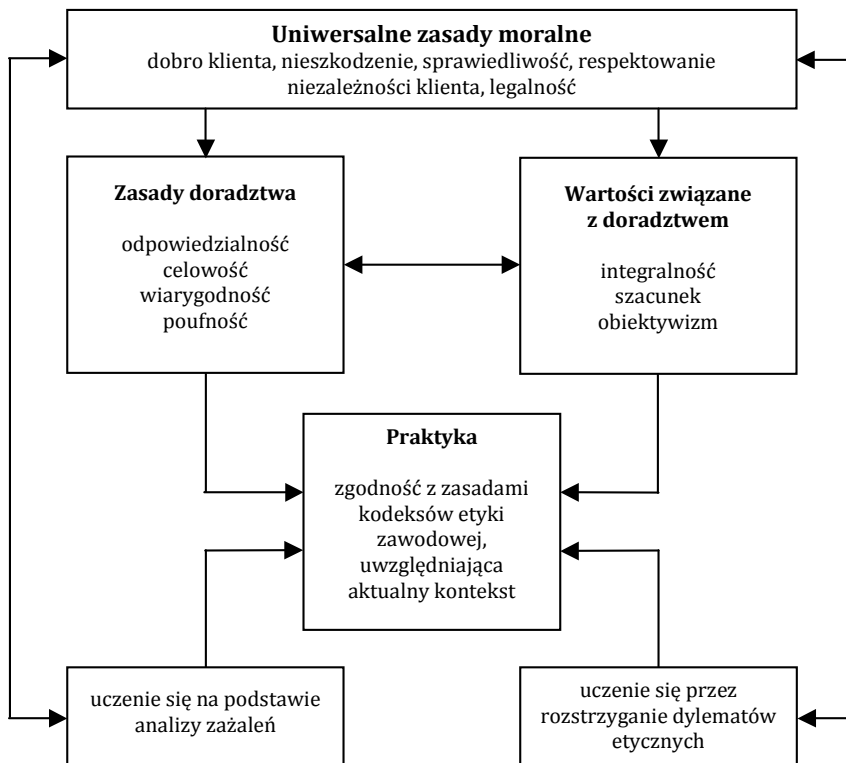 Uniwersalne zasady moralne
dobro klienta, nieszkodzenie, sprawiedliwość, respektowanie
niezależności klienta, legalność
Zasady doradztwa
odpowiedzialność
celowość
wiarygodność
poufność
Wartości związane
z doradztwem
integralność
szacunek
obiektywizm
Praktyka
zgodność z zasadami
kodeksów etyki
zawodowej,
uwzględniająca
aktualny kontekst
uczenie się na podstawie
analizy zażaleń
uczenie się przez
rozstrzyganie dylematów
etycznych